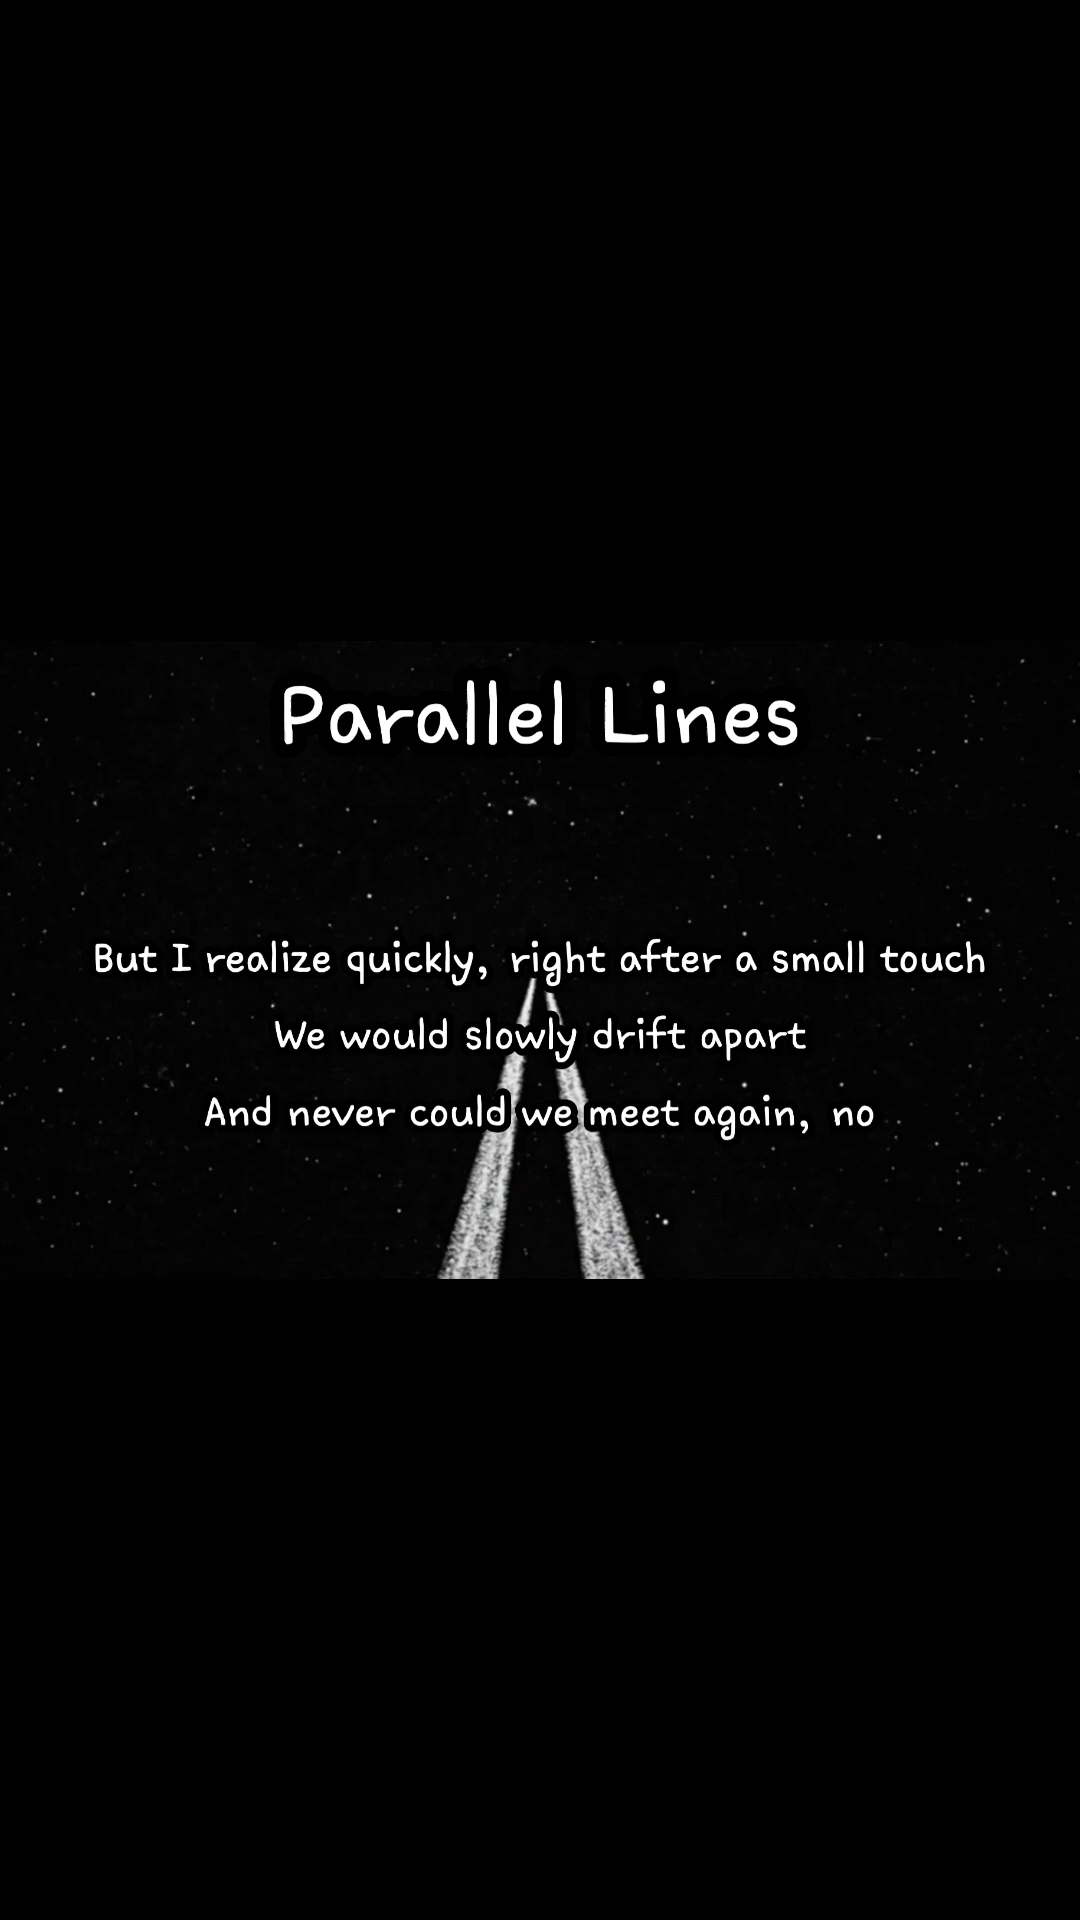 Parallel Lines
But I realize quickly, right after a small touch
We would slowly drift apart
And never could we meet again, no